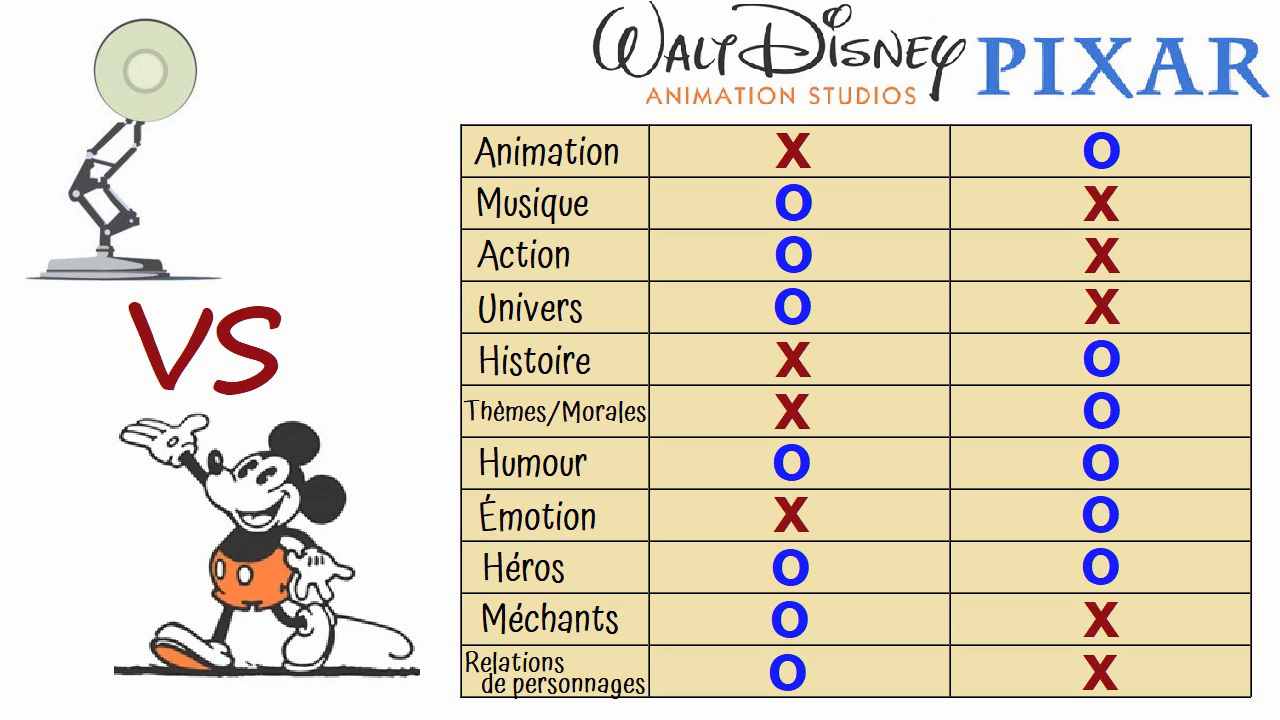 WALT DISNEY PIXAR
ANIMATION STUDIOS
Animation X O
Musique O X
Action O X
Univers O X
Histoire X O
Thèmes/Morales X O
Humour O O
Émotion X O
Héros O O
Méchants O X
Relations
de personnages O X
VS